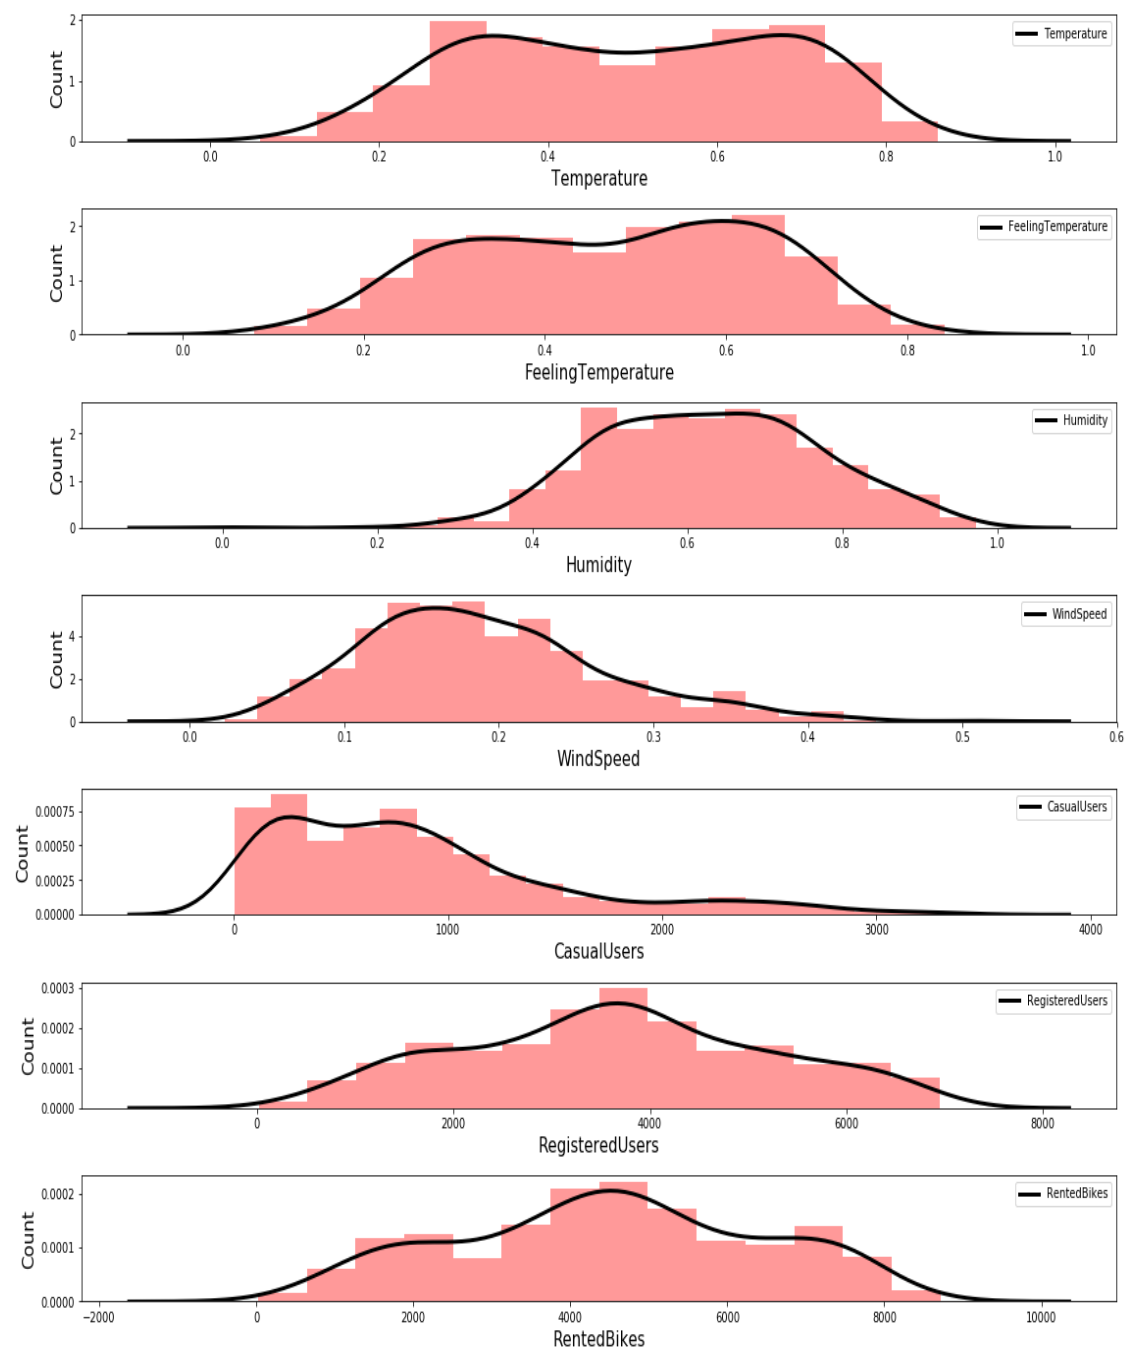 2
1
0
Count
Temperature
0.0 0.2 0.4 0.6 0.8 1.0
Temperature
2
1
0
Count
FeelingTemperature
0.0 0.2 0.4 0.6 0.8 1.0
FeelingTemperature
2
1
0
Count
Humidity
0.0 0.2 0.4 0.6 0.8 1.0
Humidity
4
2
0
Count
WindSpeed
0.0 0.1 0.2 0.3 0.4 0.5 0.6
WindSpeed
0.00075
0.00050
0.00025
0.00000
Count
CasualUsers
0 1000 2000 3000 4000
CasualUsers
0.0003
0.0002
0.0001
0.0000
Count
RegisteredUsers
0 2000 4000 6000 8000
RegisteredUsers
0.0002
0.0001
0.0000
Count
RentedBikes
−2000 0 2000 4000 6000 8000 10000
RentedBikes